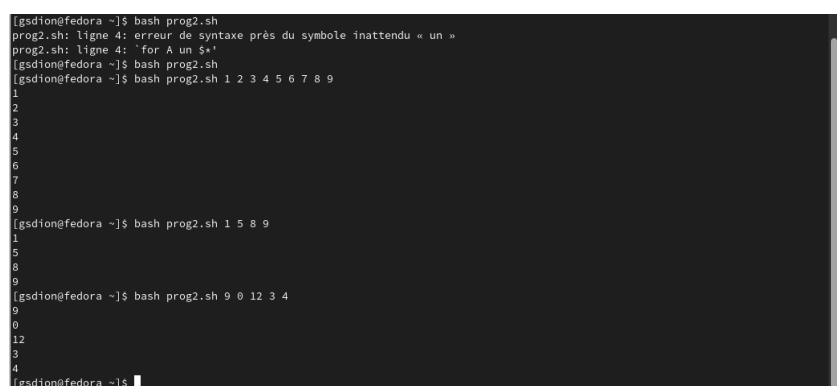 [gsdion@fedora ~]$ bash prog2.sh
prog2.sh: ligne 4: erreur de syntaxe près du symbole inattendu « un »
prog2.sh: ligne 4: `for A un $*'
[gsdion@fedora ~]$ bash prog2.sh
[gsdion@fedora ~]$ bash prog2.sh 1 2 3 4 5 6 7 8 9
1
2
3
4
5
6
7
8
9
[gsdion@fedora ~]$ bash prog2.sh 1 5 8 9
1
5
8
9
[gsdion@fedora ~]$ bash prog2.sh 9 0 12 3 4
9
0
12
3
4
[gsdion@fedora ~]$